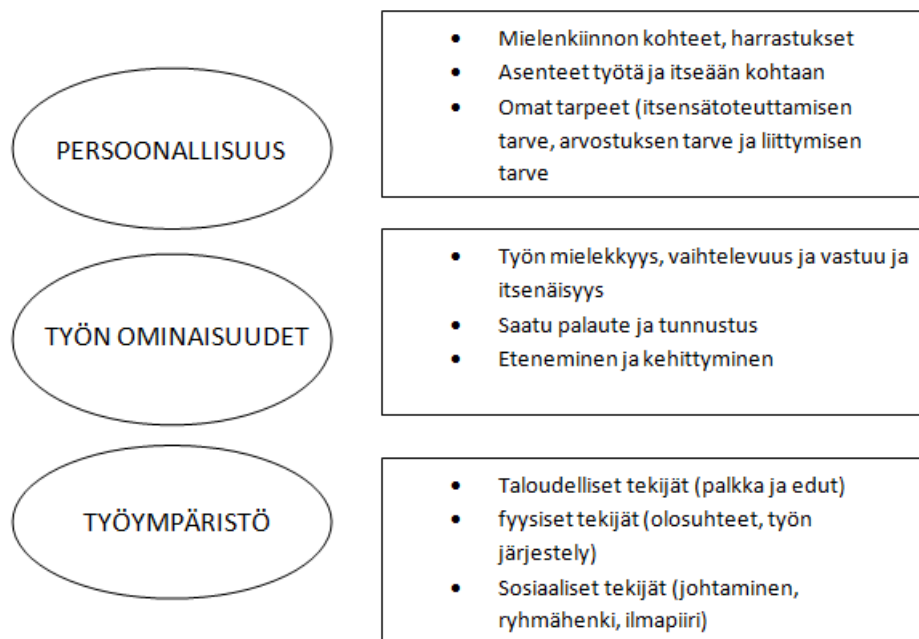 PERSOONALLISUUS
• Mielenkiinnon kohteet, harrastukset
• Asenteet työtä ja itseään kohtaan
• Omat tarpeet (itsensätoteuttamisen
tarve, arvostuksen tarve ja liittymisen
tarve
TYÖN OMINAISUUDET
• Työn mielekkyys, vaihtelevuus ja vastuu ja
itsenäisyys
• Saatu palaute ja tunnustus
• Eteneminen ja kehittyminen
TYÖYMPÄRISTÖ
• Taloudelliset tekijät (palkka ja edut)
• fyysiset tekijät (olosuhteet, työn
järjestely)
• Sosiaaliset tekijät (johtaminen,
ryhmähenki, ilmapiiri)